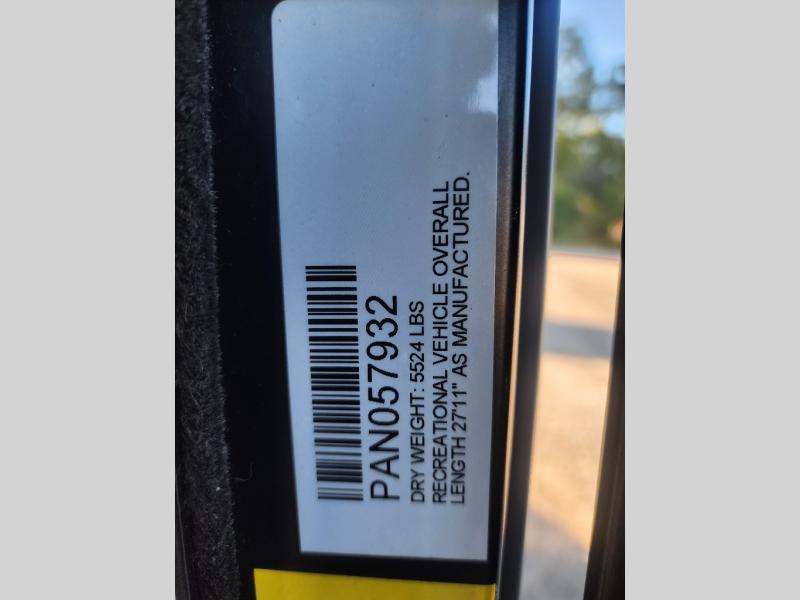 PAN057932
DRY WEIGHT: 5524 LBS
RECREATIONAL VEHICLE OVERALL
LENGTH 27'11" AS MANUFACTURED.